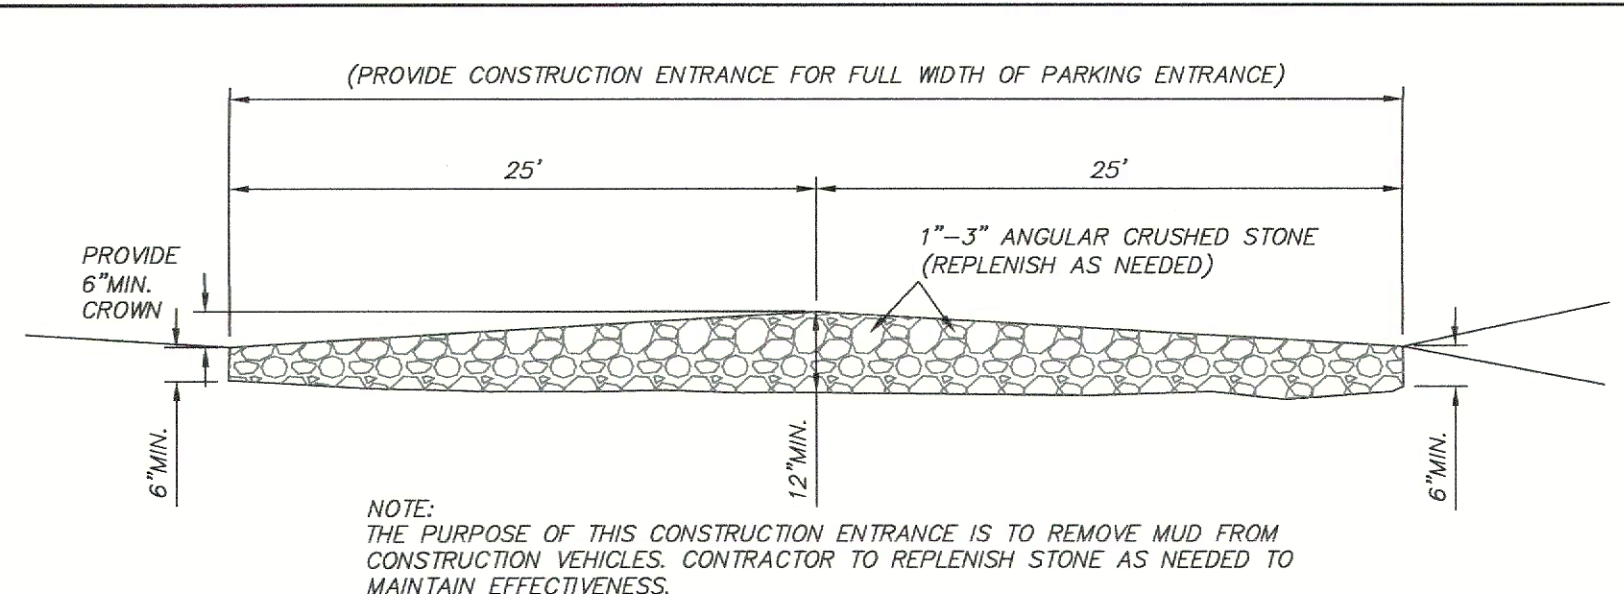 (PROVIDE CONSTRUCTION ENTRANCE FOR FULL WIDTH OF PARKING ENTRANCE)
25'
25'
1"-3" ANGULAR CRUSHED STONE
(REPLENISH AS NEEDED)
PROVIDE
6"MIN.
CROWN
6"MIN.
12"MIN.
6"MIN.
NOTE:
THE PURPOSE OF THIS CONSTRUCTION ENTRANCE IS TO REMOVE MUD FROM
CONSTRUCTION VEHICLES. CONTRACTOR TO REPLENISH STONE AS NEEDED TO
MAINTAIN EFFECTIVENESS.